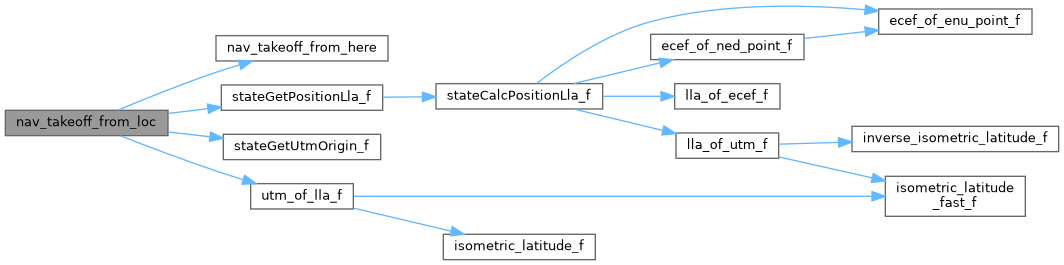 nav_takeoff_from_loc
nav_takeoff_from_here
stateGetPositionLla_f
stateGetUtmOrigin_f
utm_of_lla_f
stateCalcPositionLla_f
isometric_latitude_f
ecef_of_ned_point_f
lla_of_ecef_f
lla_of_utm_f
ecef_of_enu_point_f
inverse_isometric_latitude_f
isometric_latitude
_fast_f